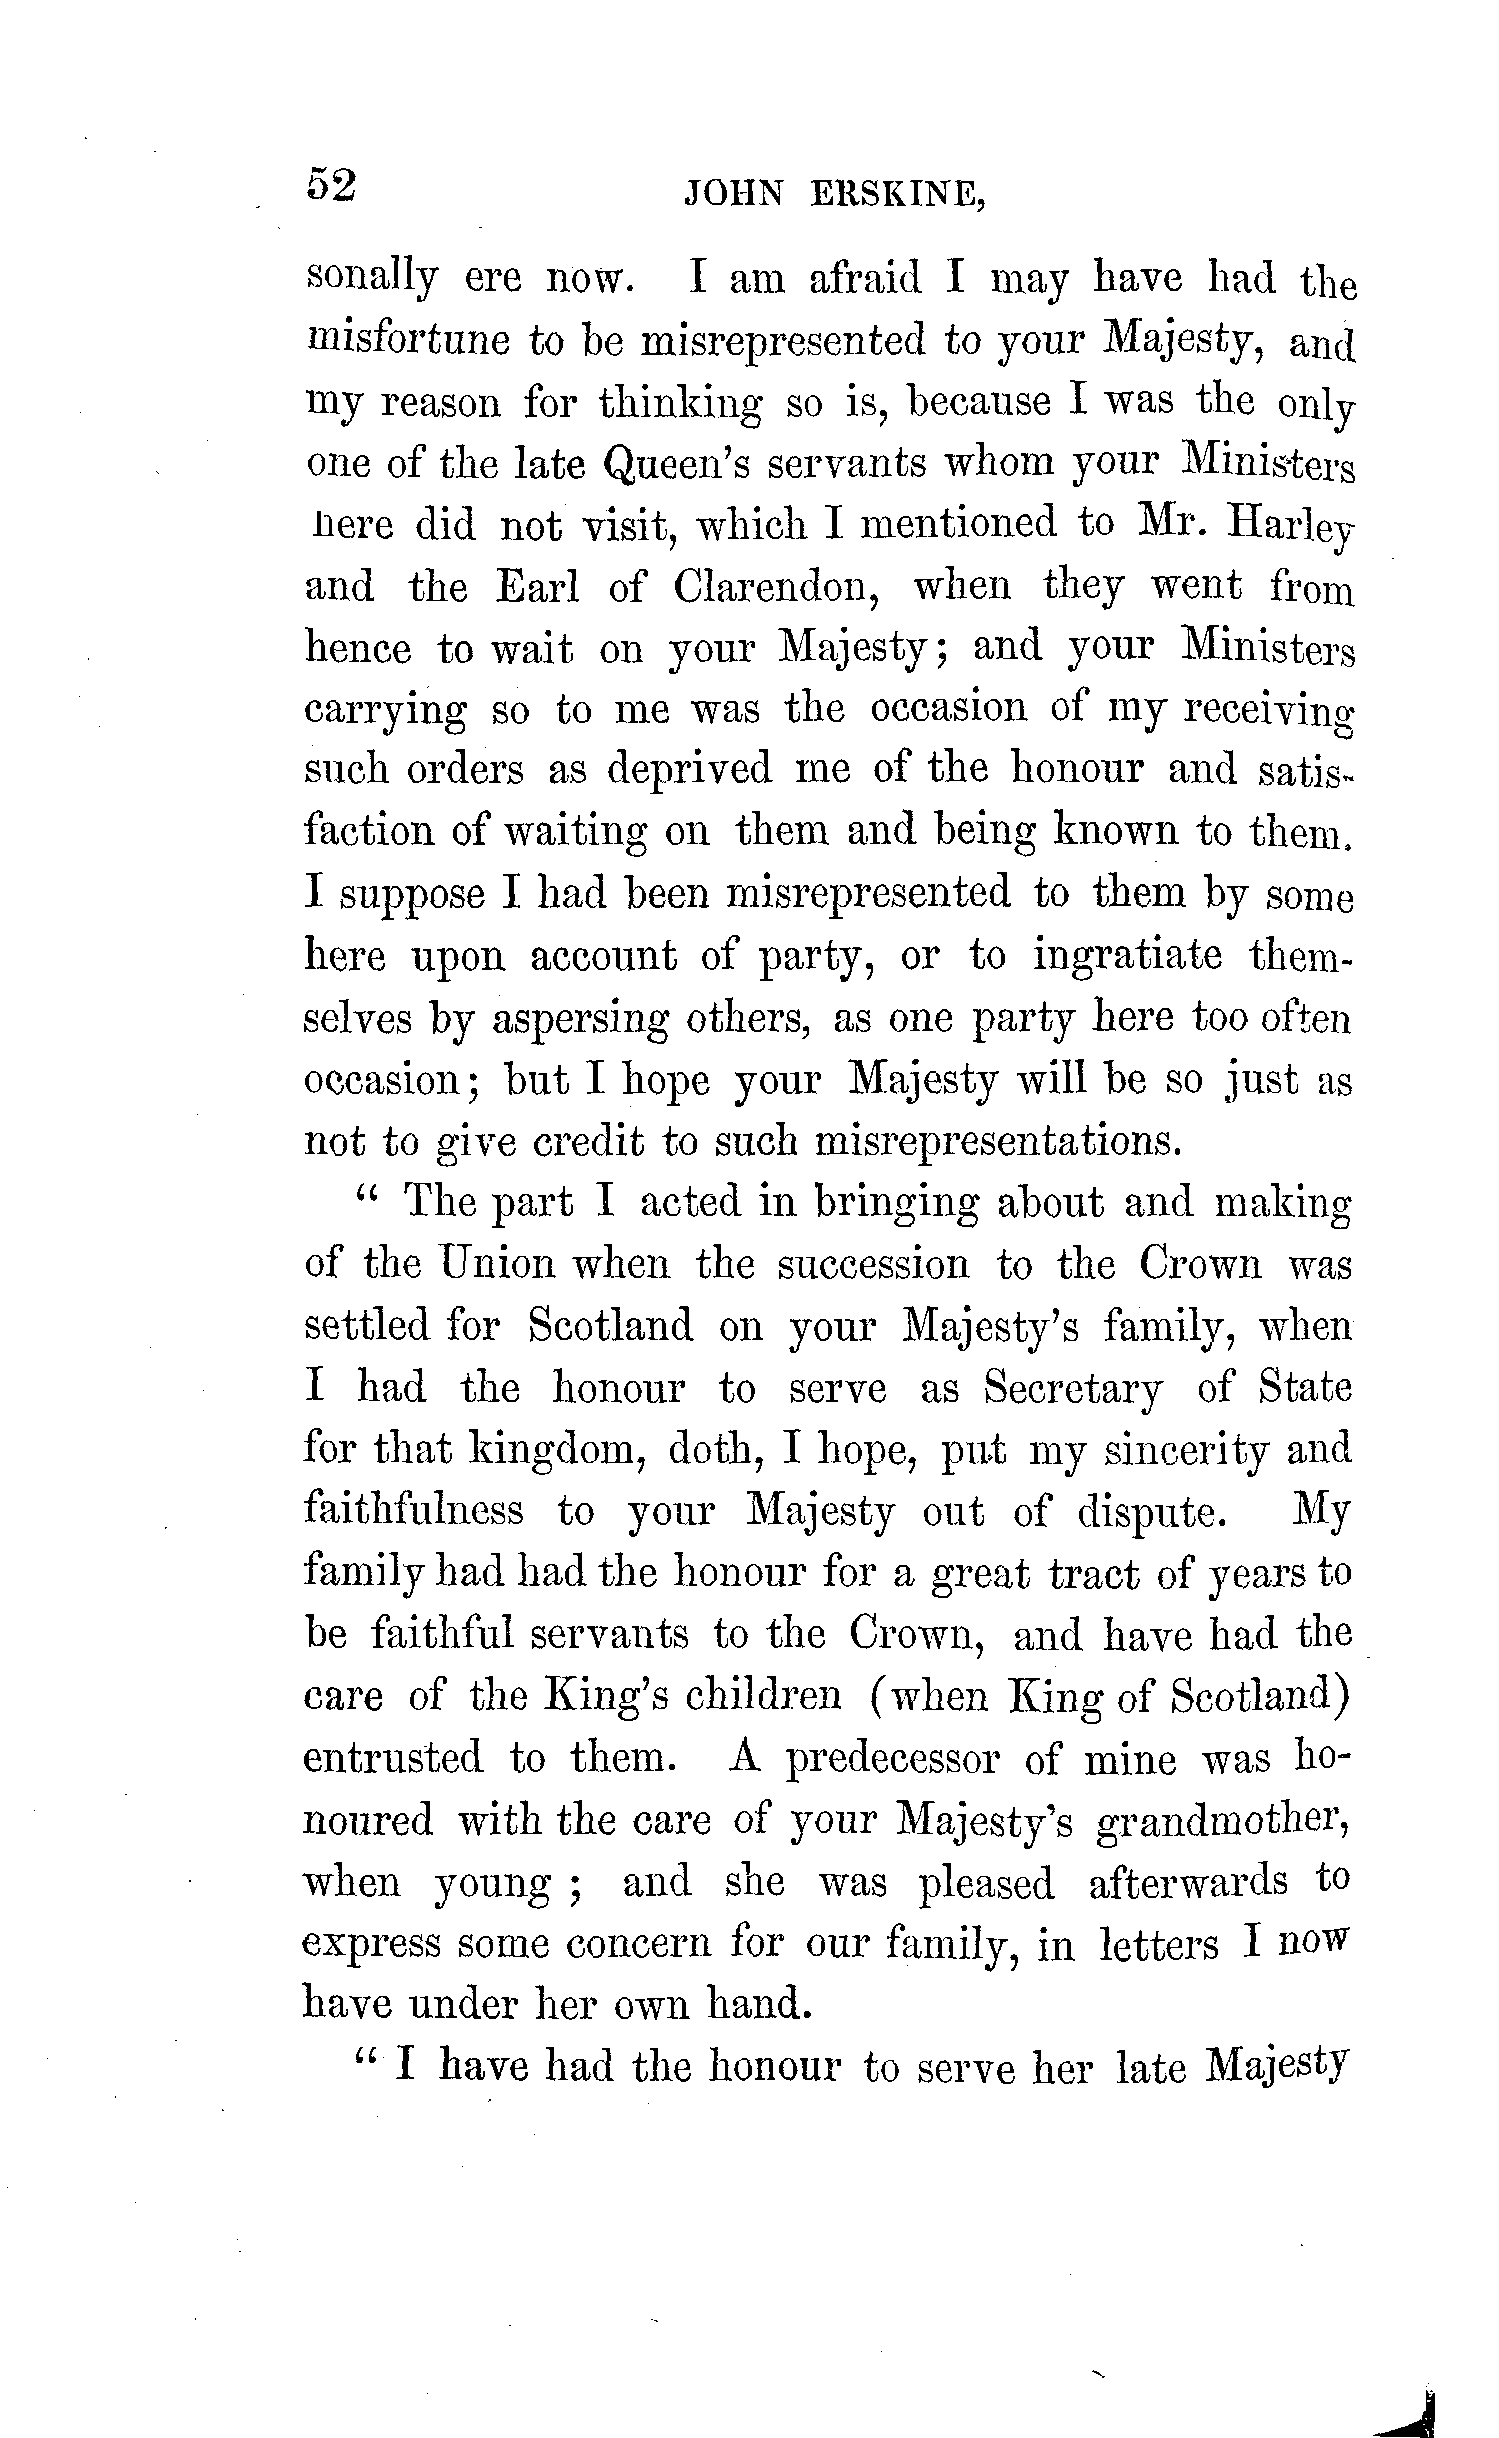 52 JOHN ERSKINE,
sonally ere now. I am afraid I may have had the
misfortune to be misrepresented to your Majesty, and
my reason for thinking so is, because I was the only
one of the late Queen's servants whom your Ministers
here did not visit, which I mentioned to Mr. Harley
and the Earl of Clarendon, when they went from
hence to wait on your Majesty; and your Ministers
carrying so to me was the occasion of my receiving
such orders as deprived me of the honour and satis-
faction of waiting on them and being known to them.
I suppose I had been misrepresented to them by some
here upon account of party, or to ingratiate them-
selves by aspersing others, as one party here too often
occasion; but I hope your Majesty will be so just as
not to give credit to such misrepresentations.
“ The part I acted in bringing about and making
of the Union when the succession to the Crown was
settled for Scotland on your Majesty's family, when
I had the honour to serve as Secretary of State
for that kingdom, doth, I hope, put my sincerity and
faithfulness to your Majesty out of dispute. My
family had had the honour for a great tract of years to
be faithful servants to the Crown, and have had the
care of the King's children (when King of Scotland)
entrusted to them. A predecessor of mine was ho-
noured with the care of your Majesty's grandmother,
when young ; and she was pleased afterwards to
express some concern for our family, in letters I now
have under her own hand.
“ I have had the honour to serve her late Majesty